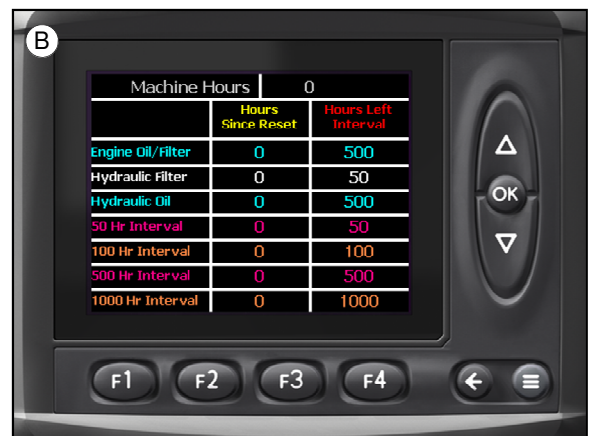 B
Machine Hours 0
Hours Since Reset Hours Left Interval
Engine Oil/Filter 0 500
Hydraulic Filter 0 50
Hydraulic Oil 0 500
50 Hr Interval 0 50
100 Hr Interval 0 100
500 Hr Interval 0 500
1000 Hr Interval 0 1000
OK
F1 F2 F3 F4